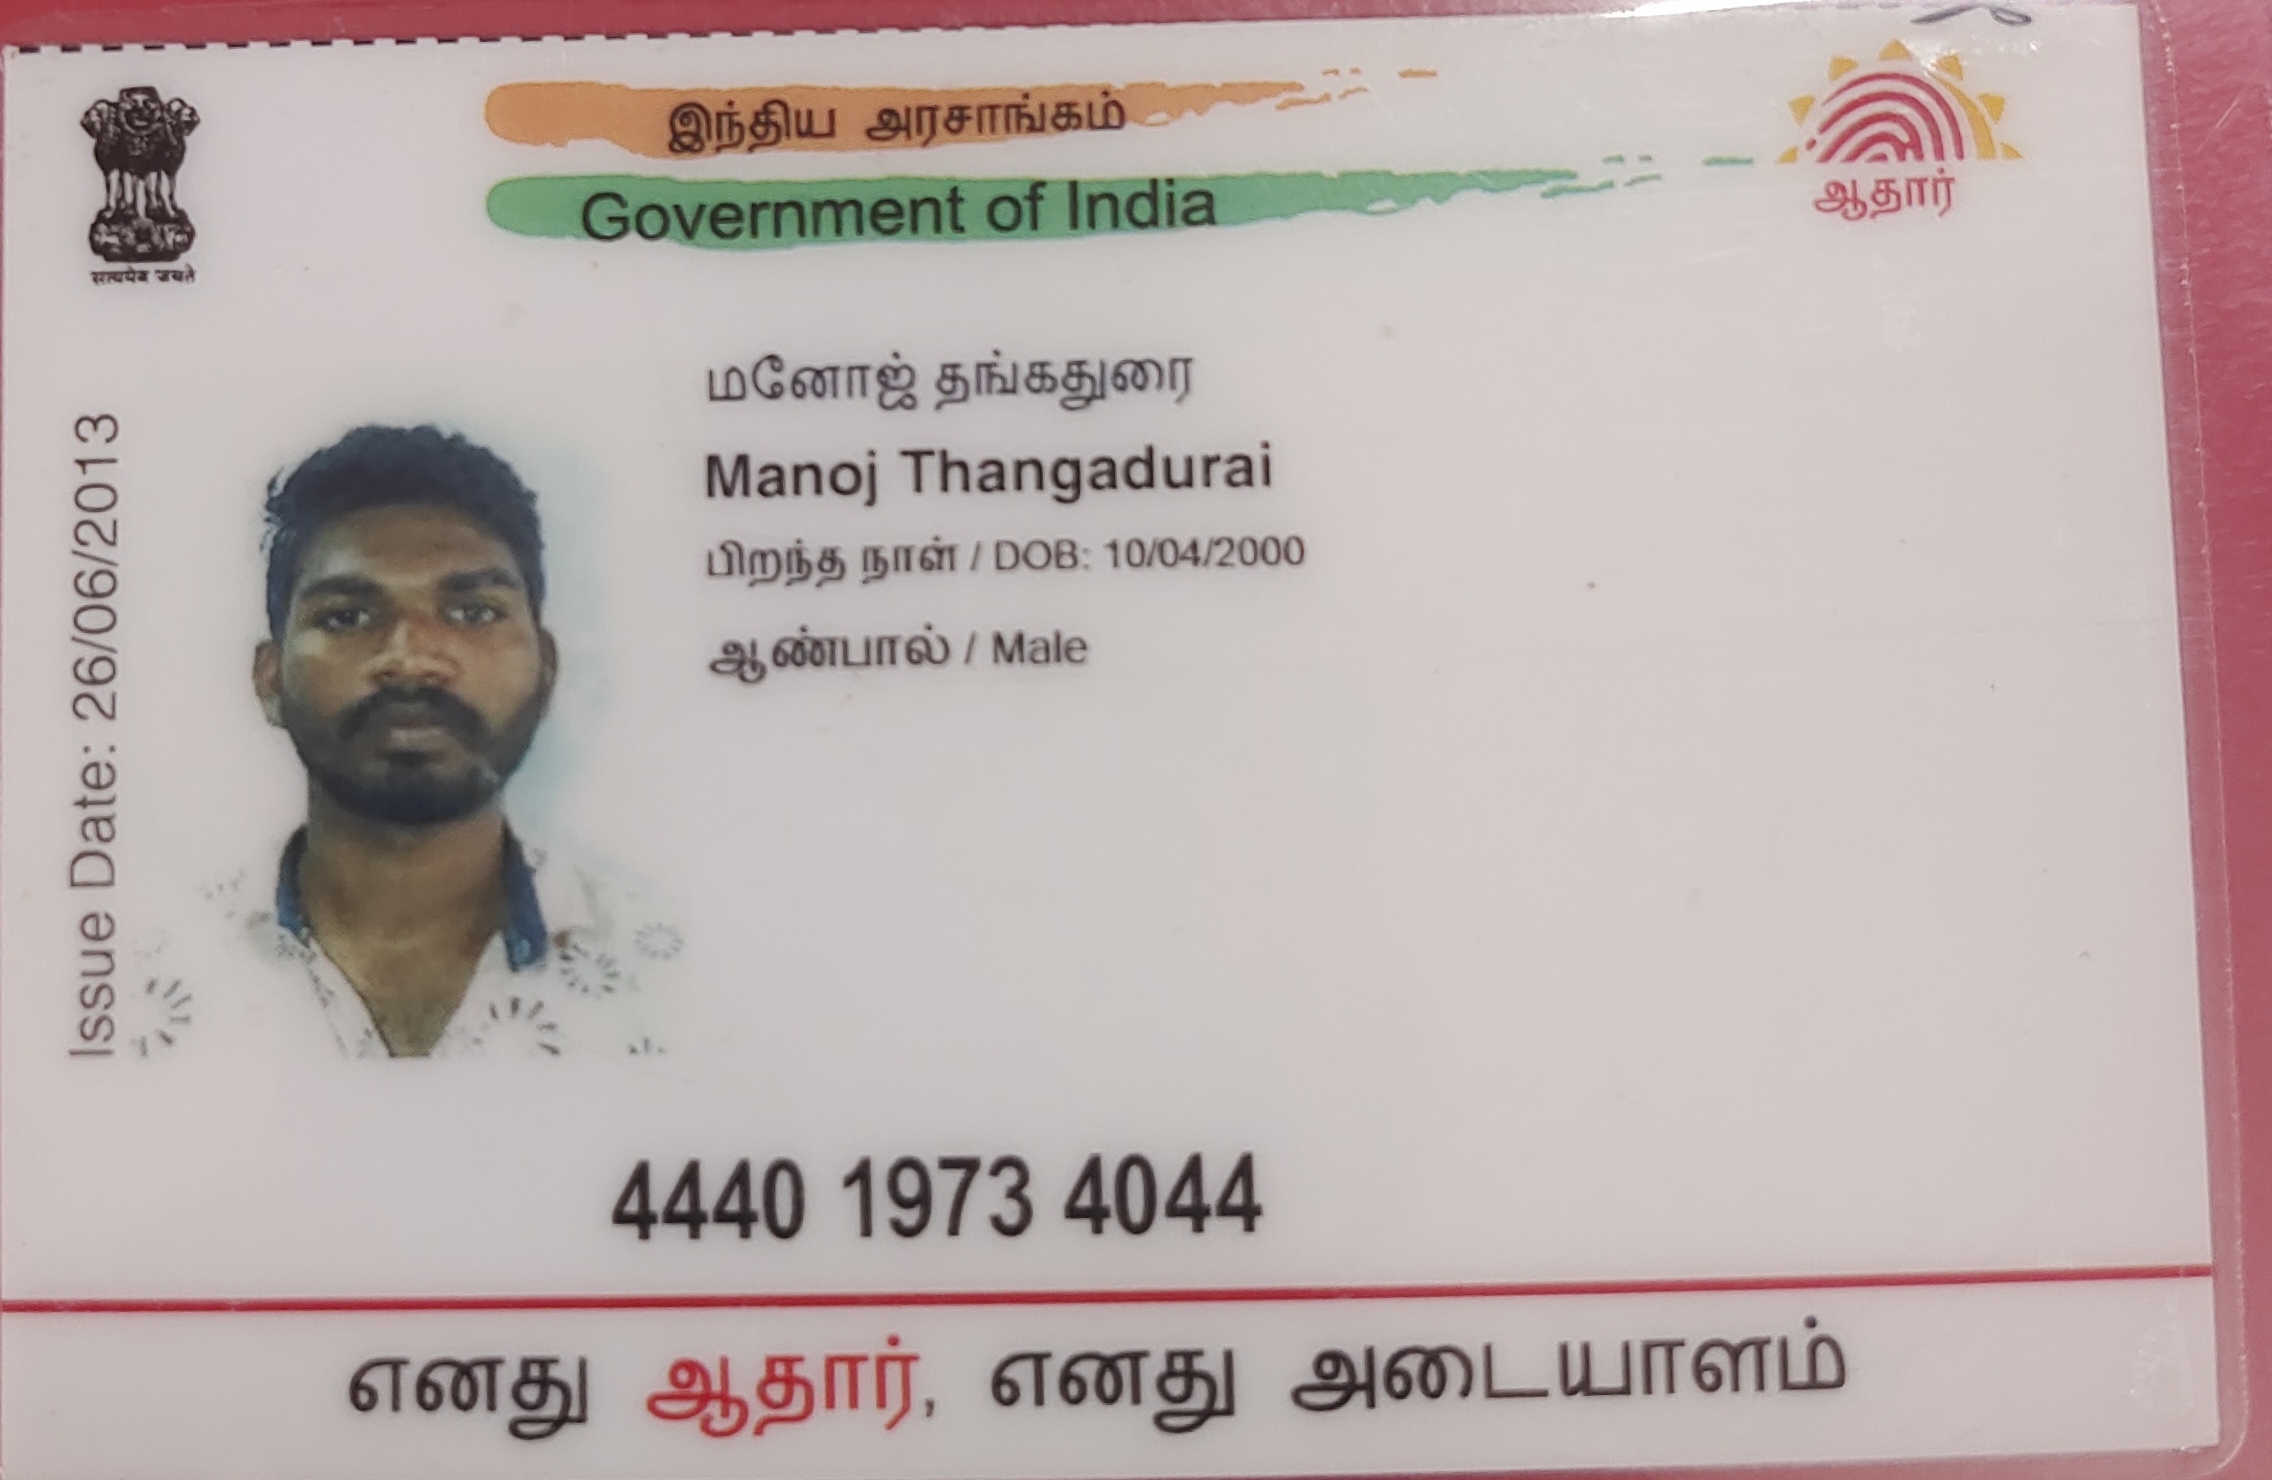 இந்திய அரசாங்கம்
Government of India
सत्यमेव जयते
ஆதார்
மனோஜ் தங்கதுரை
Manoj Thangadurai
பிறந்த நாள் / DOB: 10/04/2000
ஆண்பால் / Male
Issue Date: 26/06/2013
4440 1973 4044
எனது ஆதார், எனது அடையாளம்